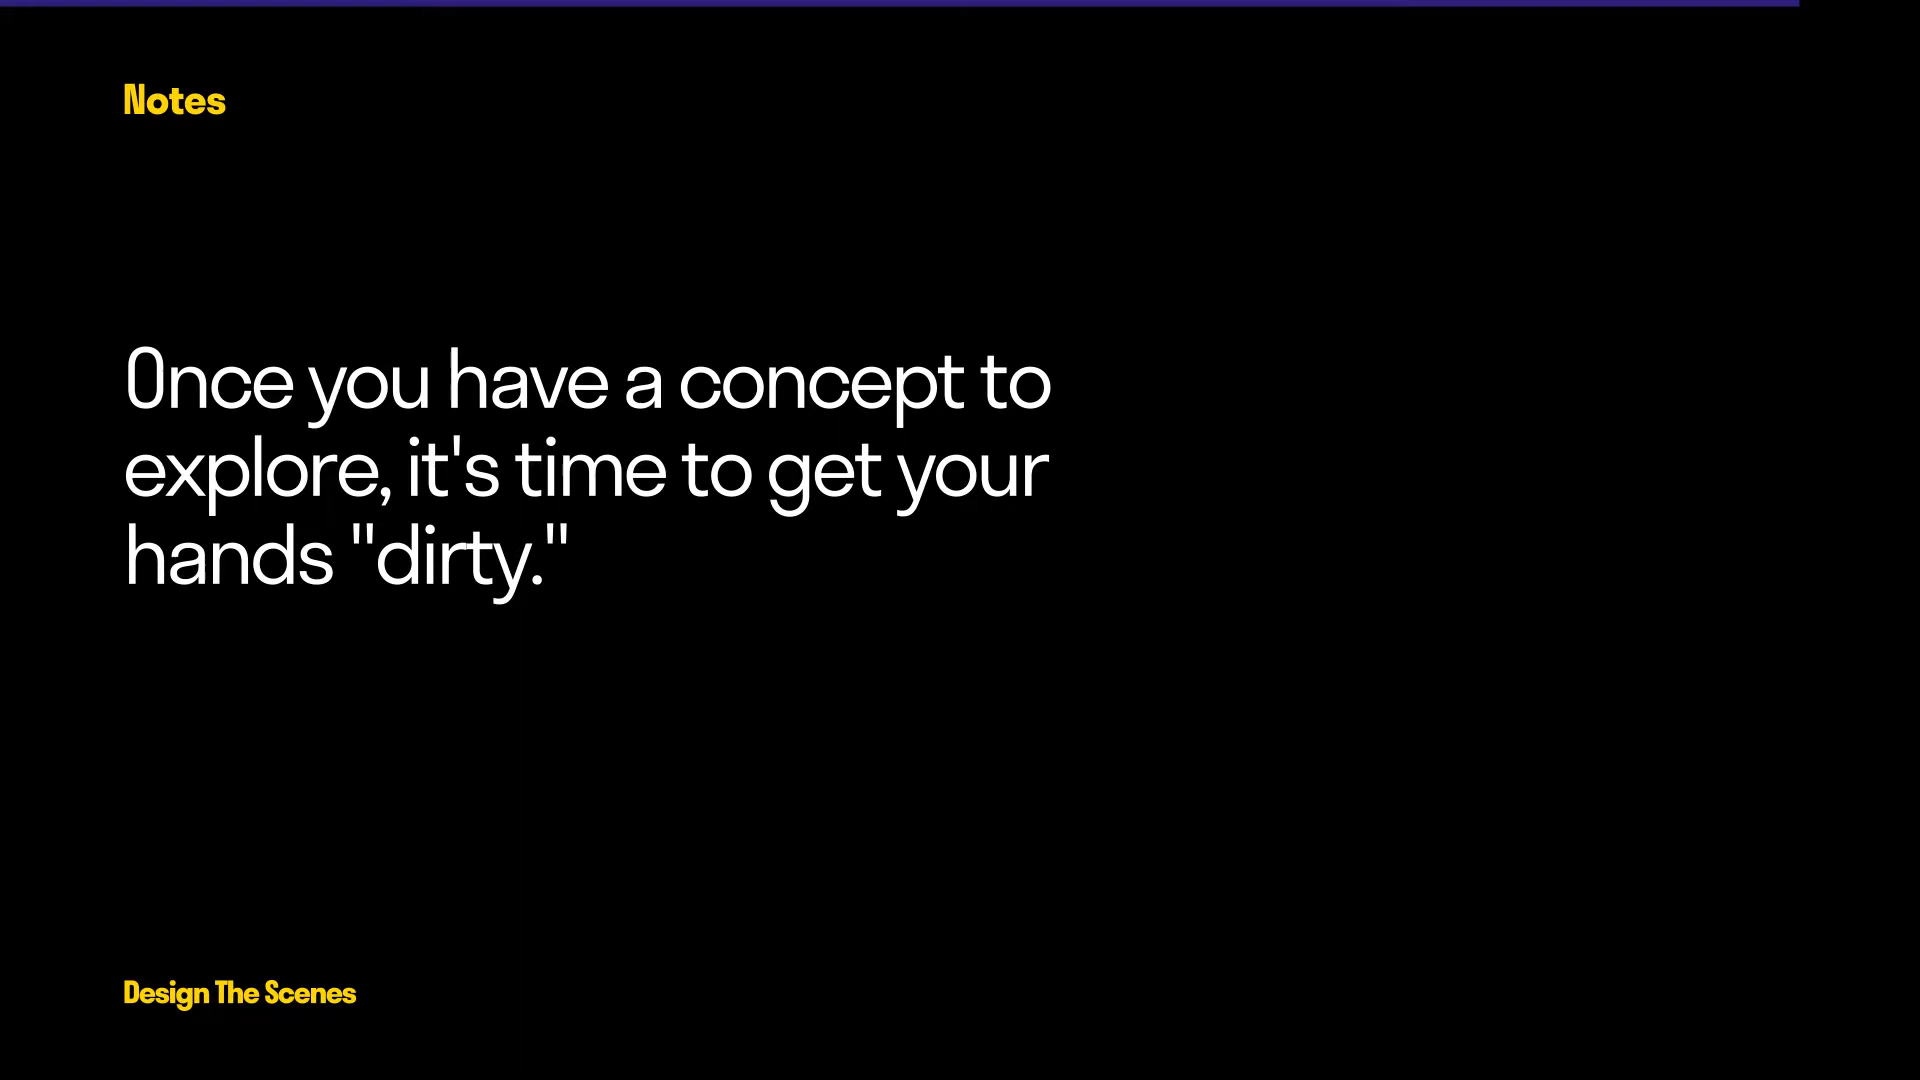 Notes
Once you have a concept to
explore, it's time to get your
hands "dirty."
Design The Scenes